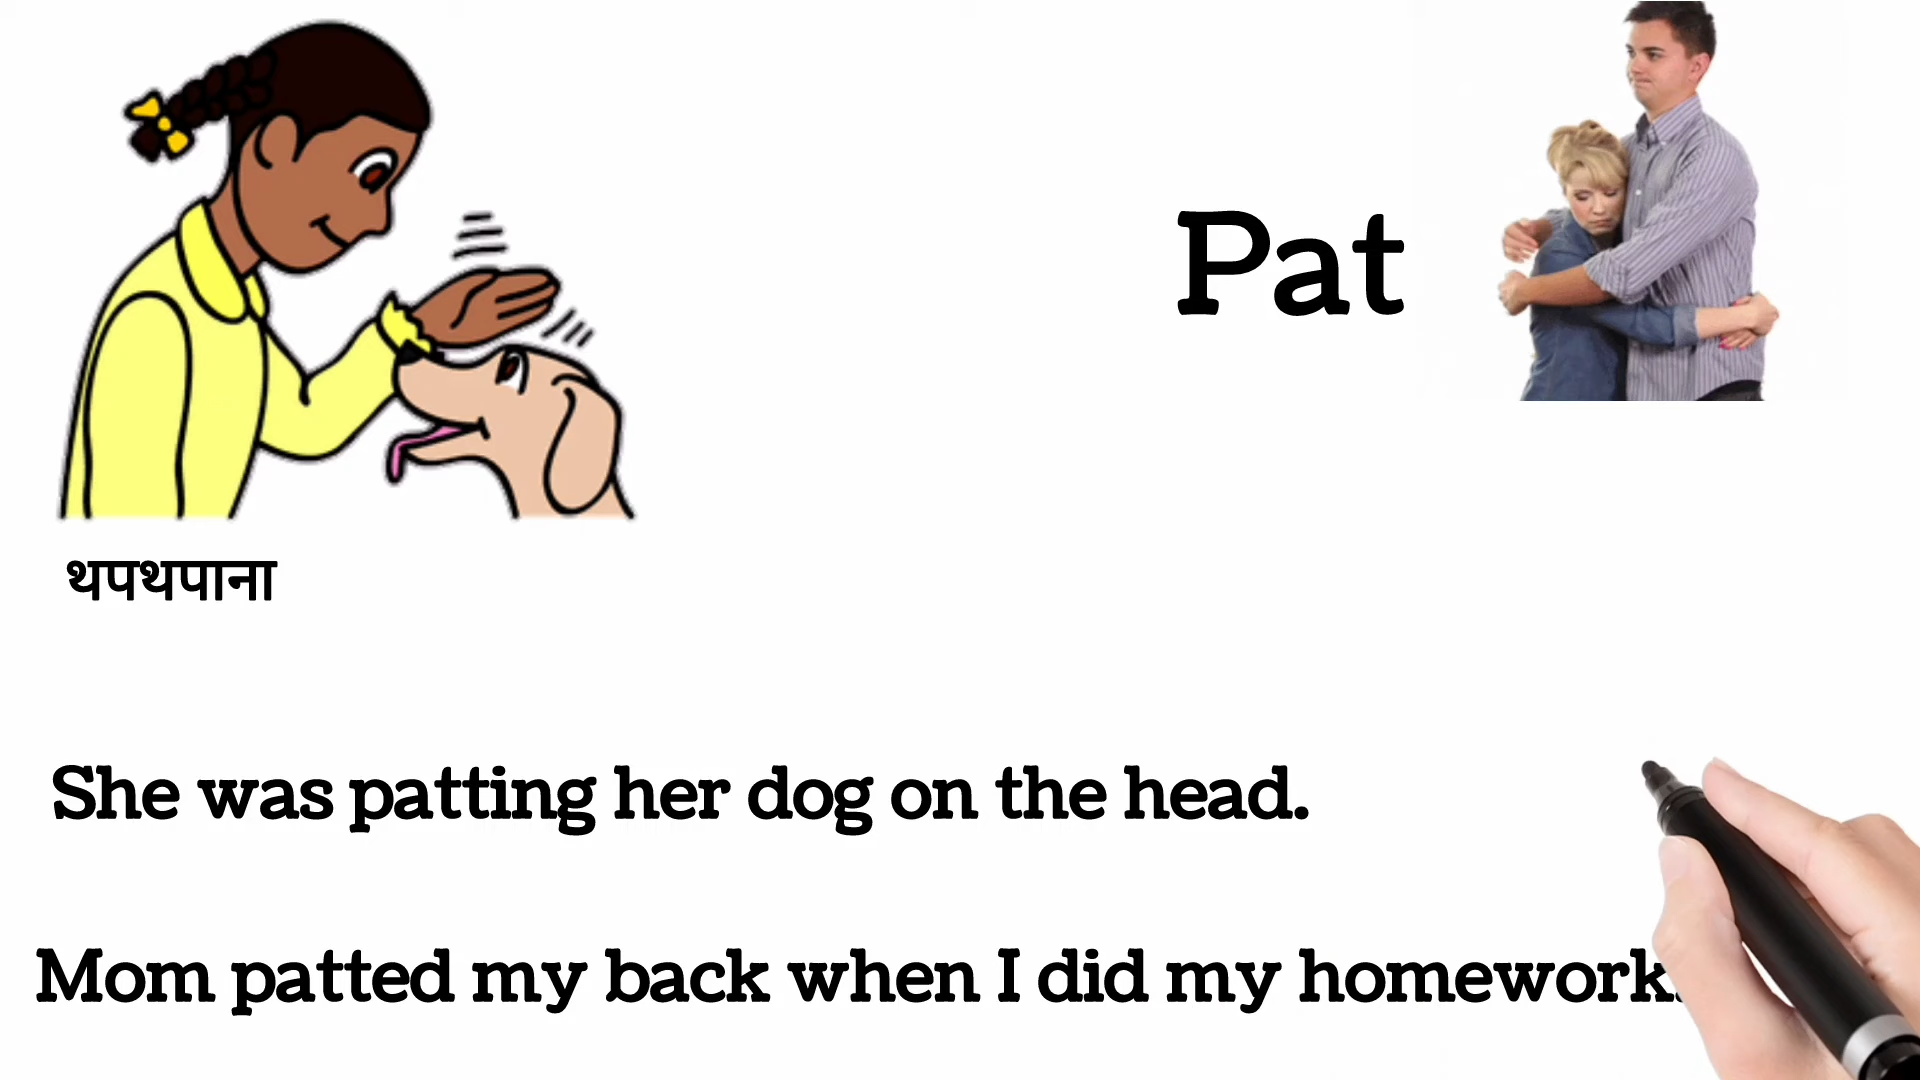 Pat
थपथपाना
She was patting her dog on the head.
Mom patted my back when I did my homework.